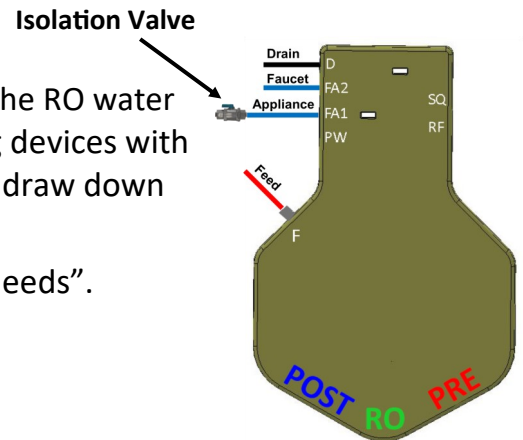 Isolation Valve
he RO water
g devices with
draw down
eeds”.
Drain
Faucet
Appliance
Feed
D
FA2
FA1
PW
SQ
RF
F
POST
RO
PRE